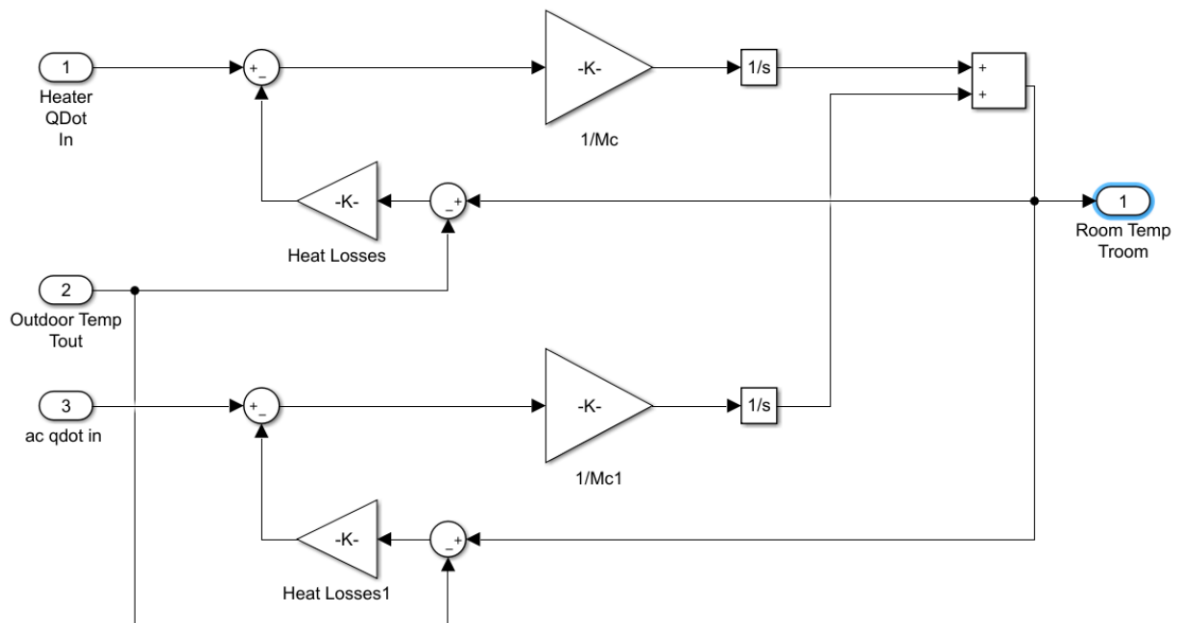 1
Heater
QDot
In
+
_
-K-
1/Mc
1/s
+
+
-K-
Heat Losses
_
+
1
Room Temp
Troom
2
Outdoor Temp
Tout
3
ac qdot in
+
_
-K-
1/Mc1
1/s
-K-
Heat Losses1
_
+